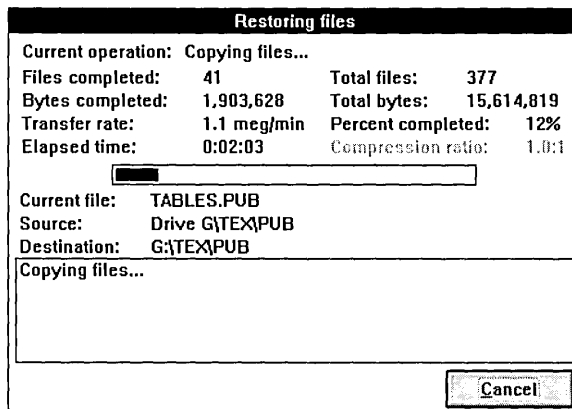 Restoring files
Current operation: Copying files...
Files completed: 41 Total files: 377
Bytes completed: 1,903,628 Total bytes: 15,614,819
Transfer rate: 1.1 meg/min Percent completed: 12%
Elapsed time: 0:02:03 Compression ratio: 1.0:1
Current file: TABLES.PUB
Source: Drive G\TEX\PUB
Destination: G:\TEX\PUB
Copying files...
Cancel